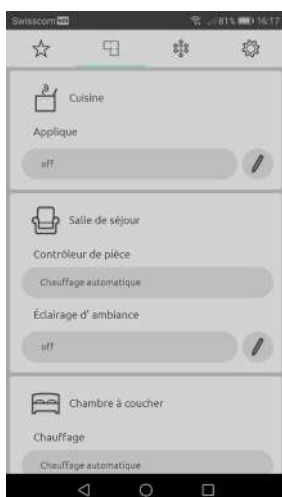 Swisscom 81% 16:17
Cuisine
Applique
off
Salle de séjour
Contrôleur de pièce
Chauffage automatique
Éclairage d' ambiance
off
Chambre à coucher
Chauffage
Chauffage automatique